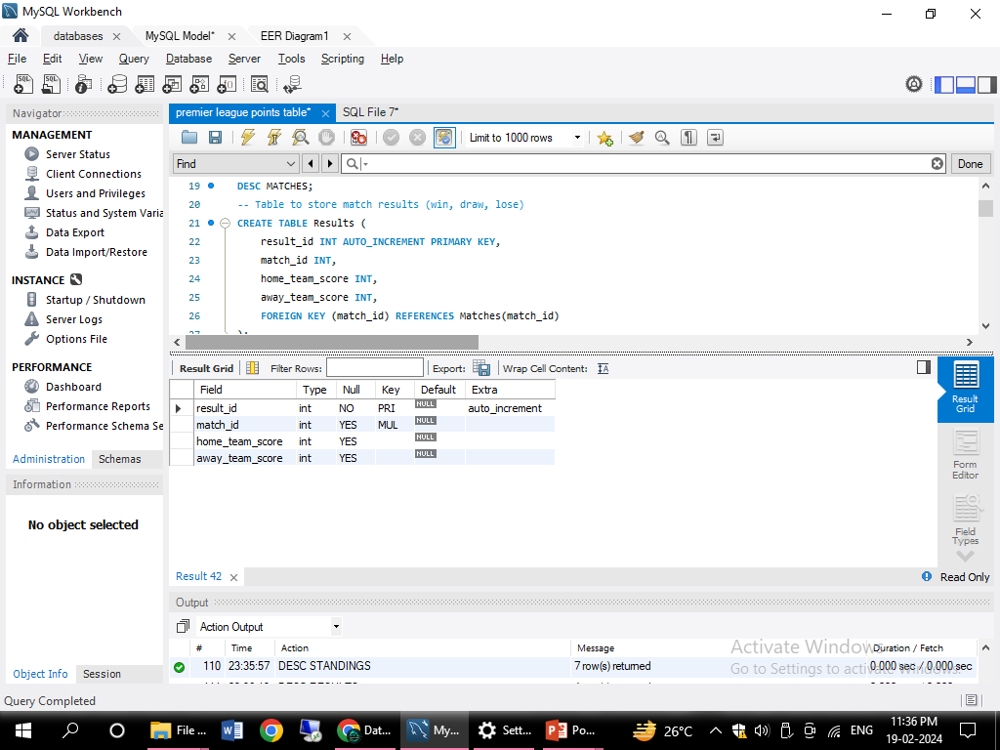 MySQL Workbench
databases
MySQL Model*
EER Diagram1
File Edit View Query Database Server Tools Scripting Help
Navigator
MANAGEMENT
Server Status
Client Connections
Users and Privileges
Status and System Varia
Data Export
Data Import/Restore
INSTANCE
Startup / Shutdown
Server Logs
Options File
PERFORMANCE
Dashboard
Performance Reports
Performance Schema Se
Administration Schemas
Information
No object selected
Object Info Session
premier league points table* SQL File 7*
Limit to 1000 rows
Find Done
19 DESC MATCHES;
20 -- Table to store match results (win, draw, lose)
21 CREATE TABLE Results (
22 result_id INT AUTO_INCREMENT PRIMARY KEY,
23 match_id INT,
24 home_team_score INT,
25 away_team_score INT,
26 FOREIGN KEY (match_id) REFERENCES Matches(match_id)
27 );
Result Grid Filter Rows: Export: Wrap Cell Content:
Field Type Null Key Default Extra
result_id int NO PRI NULL auto_increment
match_id int YES MUL NULL
home_team_score int YES NULL
away_team_score int YES NULL
Result Grid
Form Editor
Field Types
Result 42
Read Only
Output
Action Output
# Time Action Message Duration / Fetch
110 23:35:57 DESC STANDINGS 7 row(s) returned 0.000 sec / 0.000 sec
Activate Windows
Go to Settings to activate Windows.
Query Completed
File ... Dat... My... Sett... Po... 26°C ENG
11:36 PM
19-02-2024